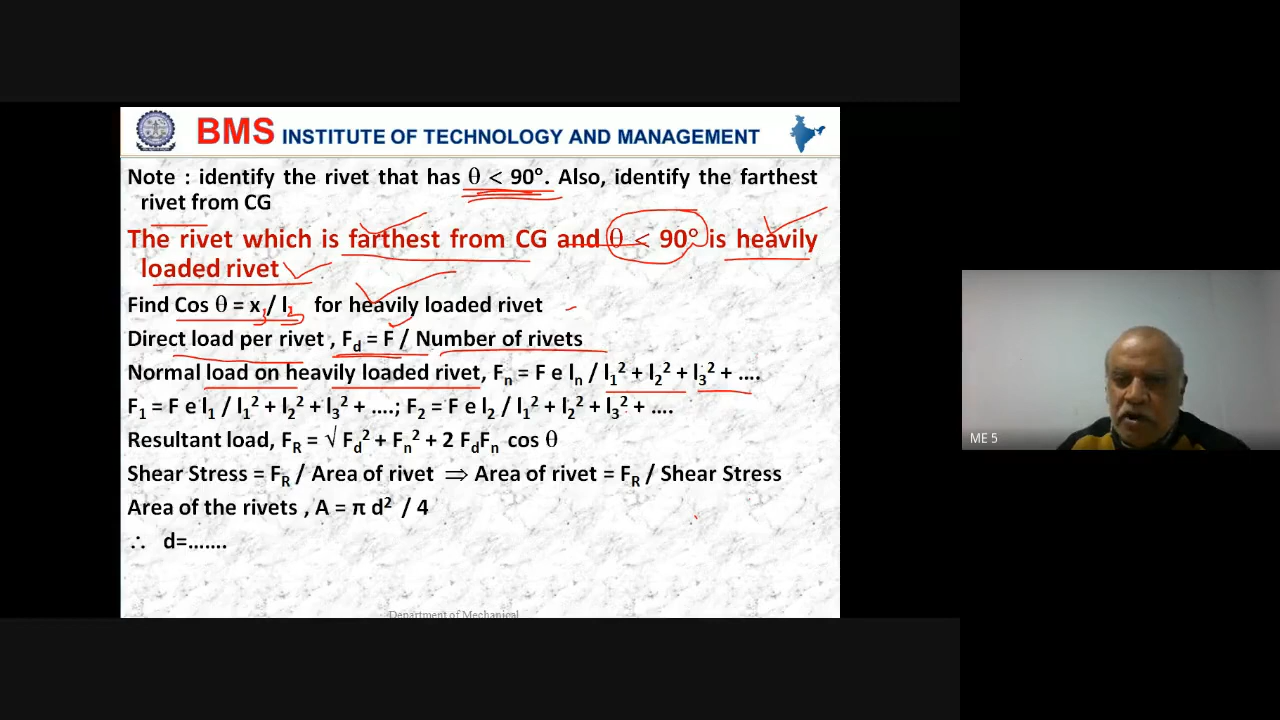 BMS INSTITUTE OF TECHNOLOGY AND MANAGEMENT
Note : identify the rivet that has θ < 90°. Also, identify the farthest
rivet from CG
The rivet which is farthest from CG and θ < 90° is heavily
loaded rivet
Find Cos θ = x / l for heavily loaded rivet
Direct load per rivet , Fd = F / Number of rivets
Normal load on heavily loaded rivet, Fn = F e ln / l1² + l2² + l3² + ....
F1 = F e l1 / l1² + l2² + l3² + ....; F2 = F e l2 / l1² + l2² + l3² + ....
Resultant load, FR = √ Fd² + Fn² + 2 FdFn cos θ
Shear Stress = FR / Area of rivet ⇒ Area of rivet = FR / Shear Stress
Area of the rivets , A = π d² / 4
∴ d=.......
Department of Mechanical
ME 5